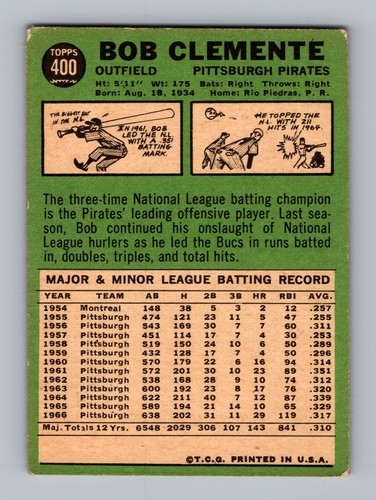 TOPPS
400
BOB CLEMENTE
OUTFIELD PITTSBURGH PIRATES
Ht: 5'11" Wt: 175 Bats: Right Throws: Right
Born: Aug. 18, 1934 Home: Rio Piedras, P. R.
THE BIGGEST BAT IN THE N.L.
IN 1961, BOB
LED THE N.L.
WITH A .351
BATTING
MARK.
HE TOPPED THE
N.L. WITH 211
HITS IN 1964.
The three-time National League batting champion
is the Pirates' leading offensive player. Last sea-
son, Bob continued his onslaught of National
League hurlers as he led the Bucs in runs batted
in, doubles, triples, and total hits.
MAJOR & MINOR LEAGUE BATTING RECORD
YEAR TEAM AB H 2B 3B HR RBI AVG.
1954 Montreal 148 38 5 3 2 12 .257
1955 Pittsburgh 474 121 23 11 5 47 .255
1956 Pittsburgh 543 169 30 7 7 60 .311
1957 Pittsburgh 451 114 17 7 4 30 .253
1958 Pittsburgh 519 150 24 10 6 50 .289
1959 Pittsburgh 432 128 17 7 4 50 .296
1960 Pittsburgh 570 179 22 6 16 94 .314
1961 Pittsburgh 572 201 30 10 23 89 .351
1962 Pittsburgh 538 168 28 9 10 74 .312
1963 Pittsburgh 600 192 23 8 17 76 .320
1964 Pittsburgh 622 211 40 7 12 87 .339
1965 Pittsburgh 589 194 21 14 10 65 .329
1966 Pittsburgh 638 202 31 11 29 119 .317
Maj. Totals 12 Yrs. 6548 2029 306 107 143 841 .310
©T.C.G. PRINTED IN U.S.A.